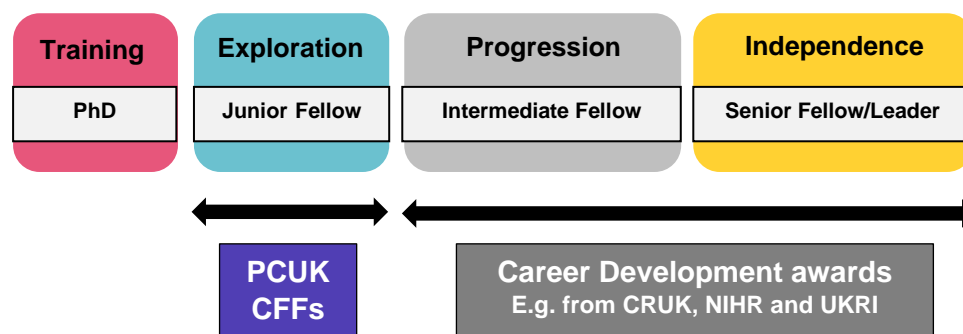 Training
Exploration
Progression
Independence
PhD
Junior Fellow
Intermediate Fellow
Senior Fellow/Leader
PCUK
CFFs
Career Development awards
E.g. from CRUK, NIHR and UKRI